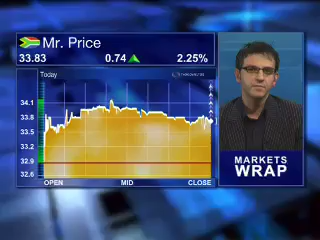 Mr. Price
33.83 0.74 2.25%
Today
34.1
33.8
33.5
33.2
32.9
32.6
OPEN MID CLOSE
MARKETS
WRAP